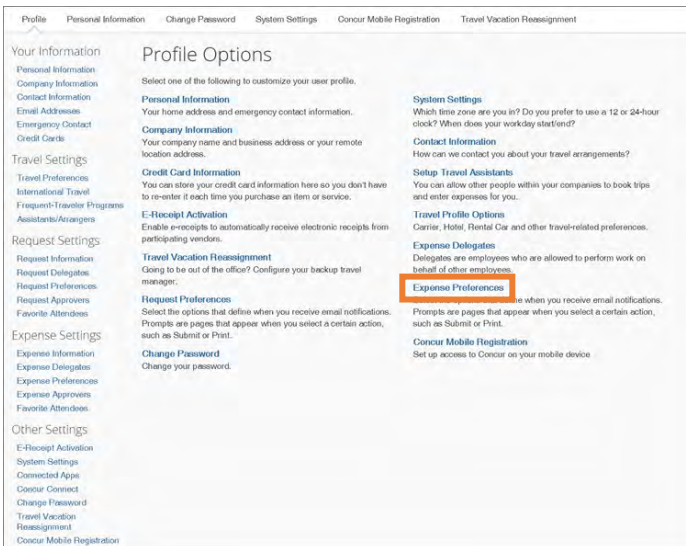 Profile Personal Information Change Password System Settings Concur Mobile Registration Travel Vacation Reassignment
Your Information
Personal Information
Company Information
Contact Information
Email Addresses
Emergency Contact
Credit Cards
Travel Settings
Travel Preferences
International Travel
Frequent-Traveler Programs
Assistants/Arrangers
Request Settings
Request Information
Request Delegates
Request Preferences
Request Approvers
Favorite Attendees
Expense Settings
Expense Information
Expense Delegates
Expense Preferences
Expense Approvers
Favorite Attendees
Other Settings
E-Receipt Activation
System Settings
Connected Apps
Concur Connect
Change Password
Travel Vacation
Reassignment
Concur Mobile Registration
Profile Options
Select one of the following to customize your user profile.
Personal Information
Your home address and emergency contact information.
Company Information
Your company name and business address or your remote
location address.
Credit Card Information
You can store your credit card information here so you don't have
to re-enter it each time you purchase an item or service.
E-Receipt Activation
Enable e-receipts to automatically receive electronic receipts from
participating vendors.
Travel Vacation Reassignment
Going to be out of the office? Configure your backup travel
manager.
Request Preferences
Select the options that define when you receive email notifications.
Prompts are pages that appear when you select a certain action,
such as Submit or Print.
Change Password
Change your password.
System Settings
Which time zone are you in? Do you prefer to use a 12 or 24-hour
clock? When does your workday start/end?
Contact Information
How can we contact you about your travel arrangements?
Setup Travel Assistants
You can allow other people within your companies to book trips
and enter expenses for you.
Travel Profile Options
Carrier, Hotel, Rental Car and other travel-related preferences.
Expense Delegates
Delegates are employees who are allowed to perform work on
behalf of other employees.
Expense Preferences
when you receive email notifications.
Prompts are pages that appear when you select a certain action,
such as Submit or Print.
Concur Mobile Registration
Set up access to Concur on your mobile device